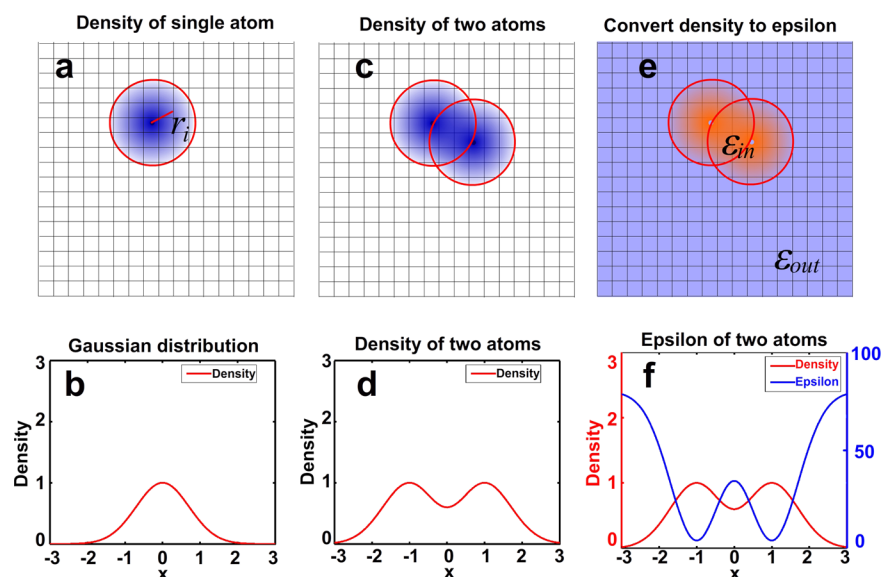 Density of single atom
Density of two atoms
Convert density to epsilon
a
c
e
r_i
ε_in
ε_out
Gaussian distribution
Density of two atoms
Epsilon of two atoms
b
Density
3
2
1
0
Density
-3 -2 -1 0 1 2 3
x
d
Density
3
2
1
0
Density
-3 -2 -1 0 1 2 3
x
f
Density
Epsilon
3
2
1
0
Density
100
50
0
-3 -2 -1 0 1 2 3
x